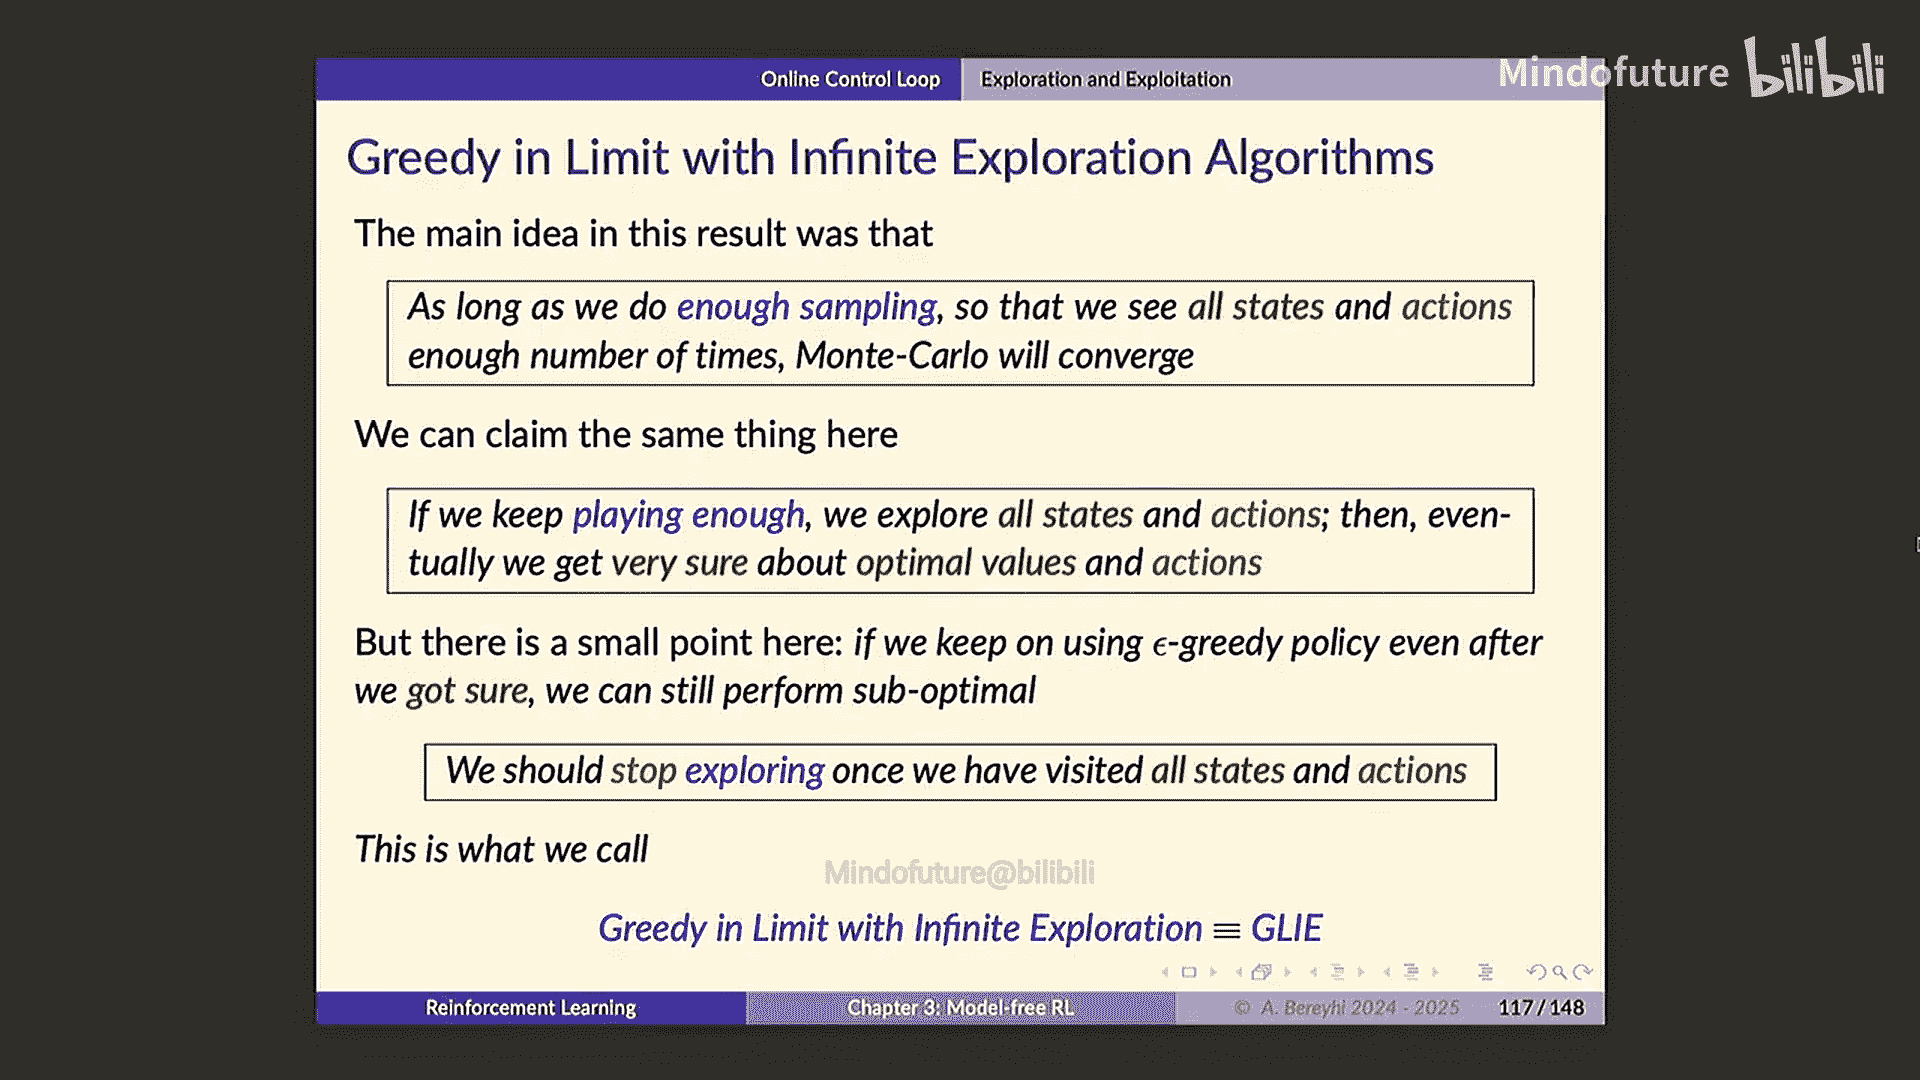 Mindofuture bilibili
Online Control Loop Exploration and Exploitation
Greedy in Limit with Infinite Exploration Algorithms
The main idea in this result was that
As long as we do enough sampling, so that we see all states and actions
enough number of times, Monte-Carlo will converge
We can claim the same thing here
If we keep playing enough, we explore all states and actions; then, even-
tually we get very sure about optimal values and actions
But there is a small point here: if we keep on using ϵ-greedy policy even after
we got sure, we can still perform sub-optimal
We should stop exploring once we have visited all states and actions
This is what we call
Mindofuture@bilibili
Greedy in Limit with Infinite Exploration ≡ GLIE
Reinforcement Learning Chapter 3: Model-free RL © A. Bereyhi 2024 - 2025 117 / 148